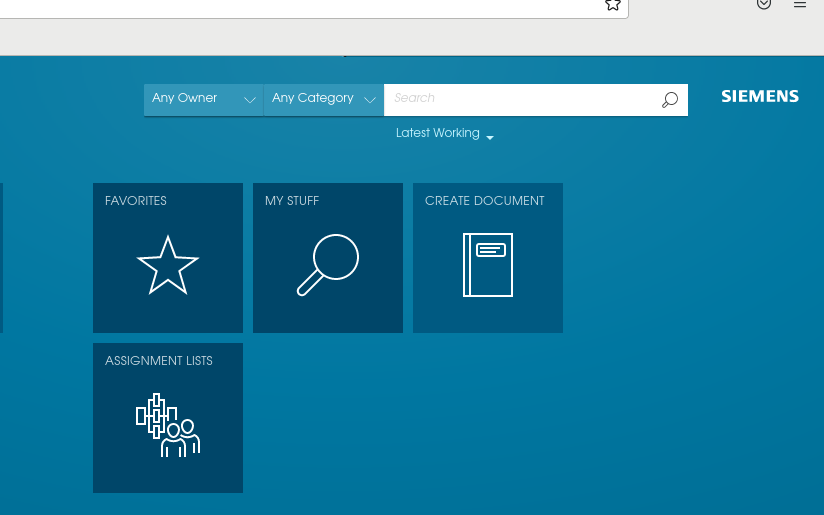 Any Owner
Any Category
Search
SIEMENS
Latest Working
FAVORITES
MY STUFF
CREATE DOCUMENT
ASSIGNMENT LISTS